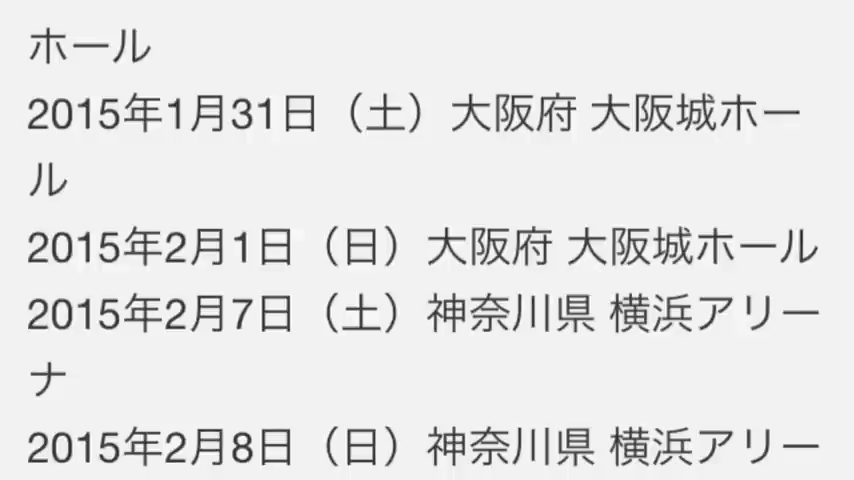 ホール
2015年1月31日（土）大阪府 大阪城ホー
ル
2015年2月1日（日）大阪府 大阪城ホール
2015年2月7日（土）神奈川県 横浜アリー
ナ
2015年2月8日（日）神奈川県 横浜アリー